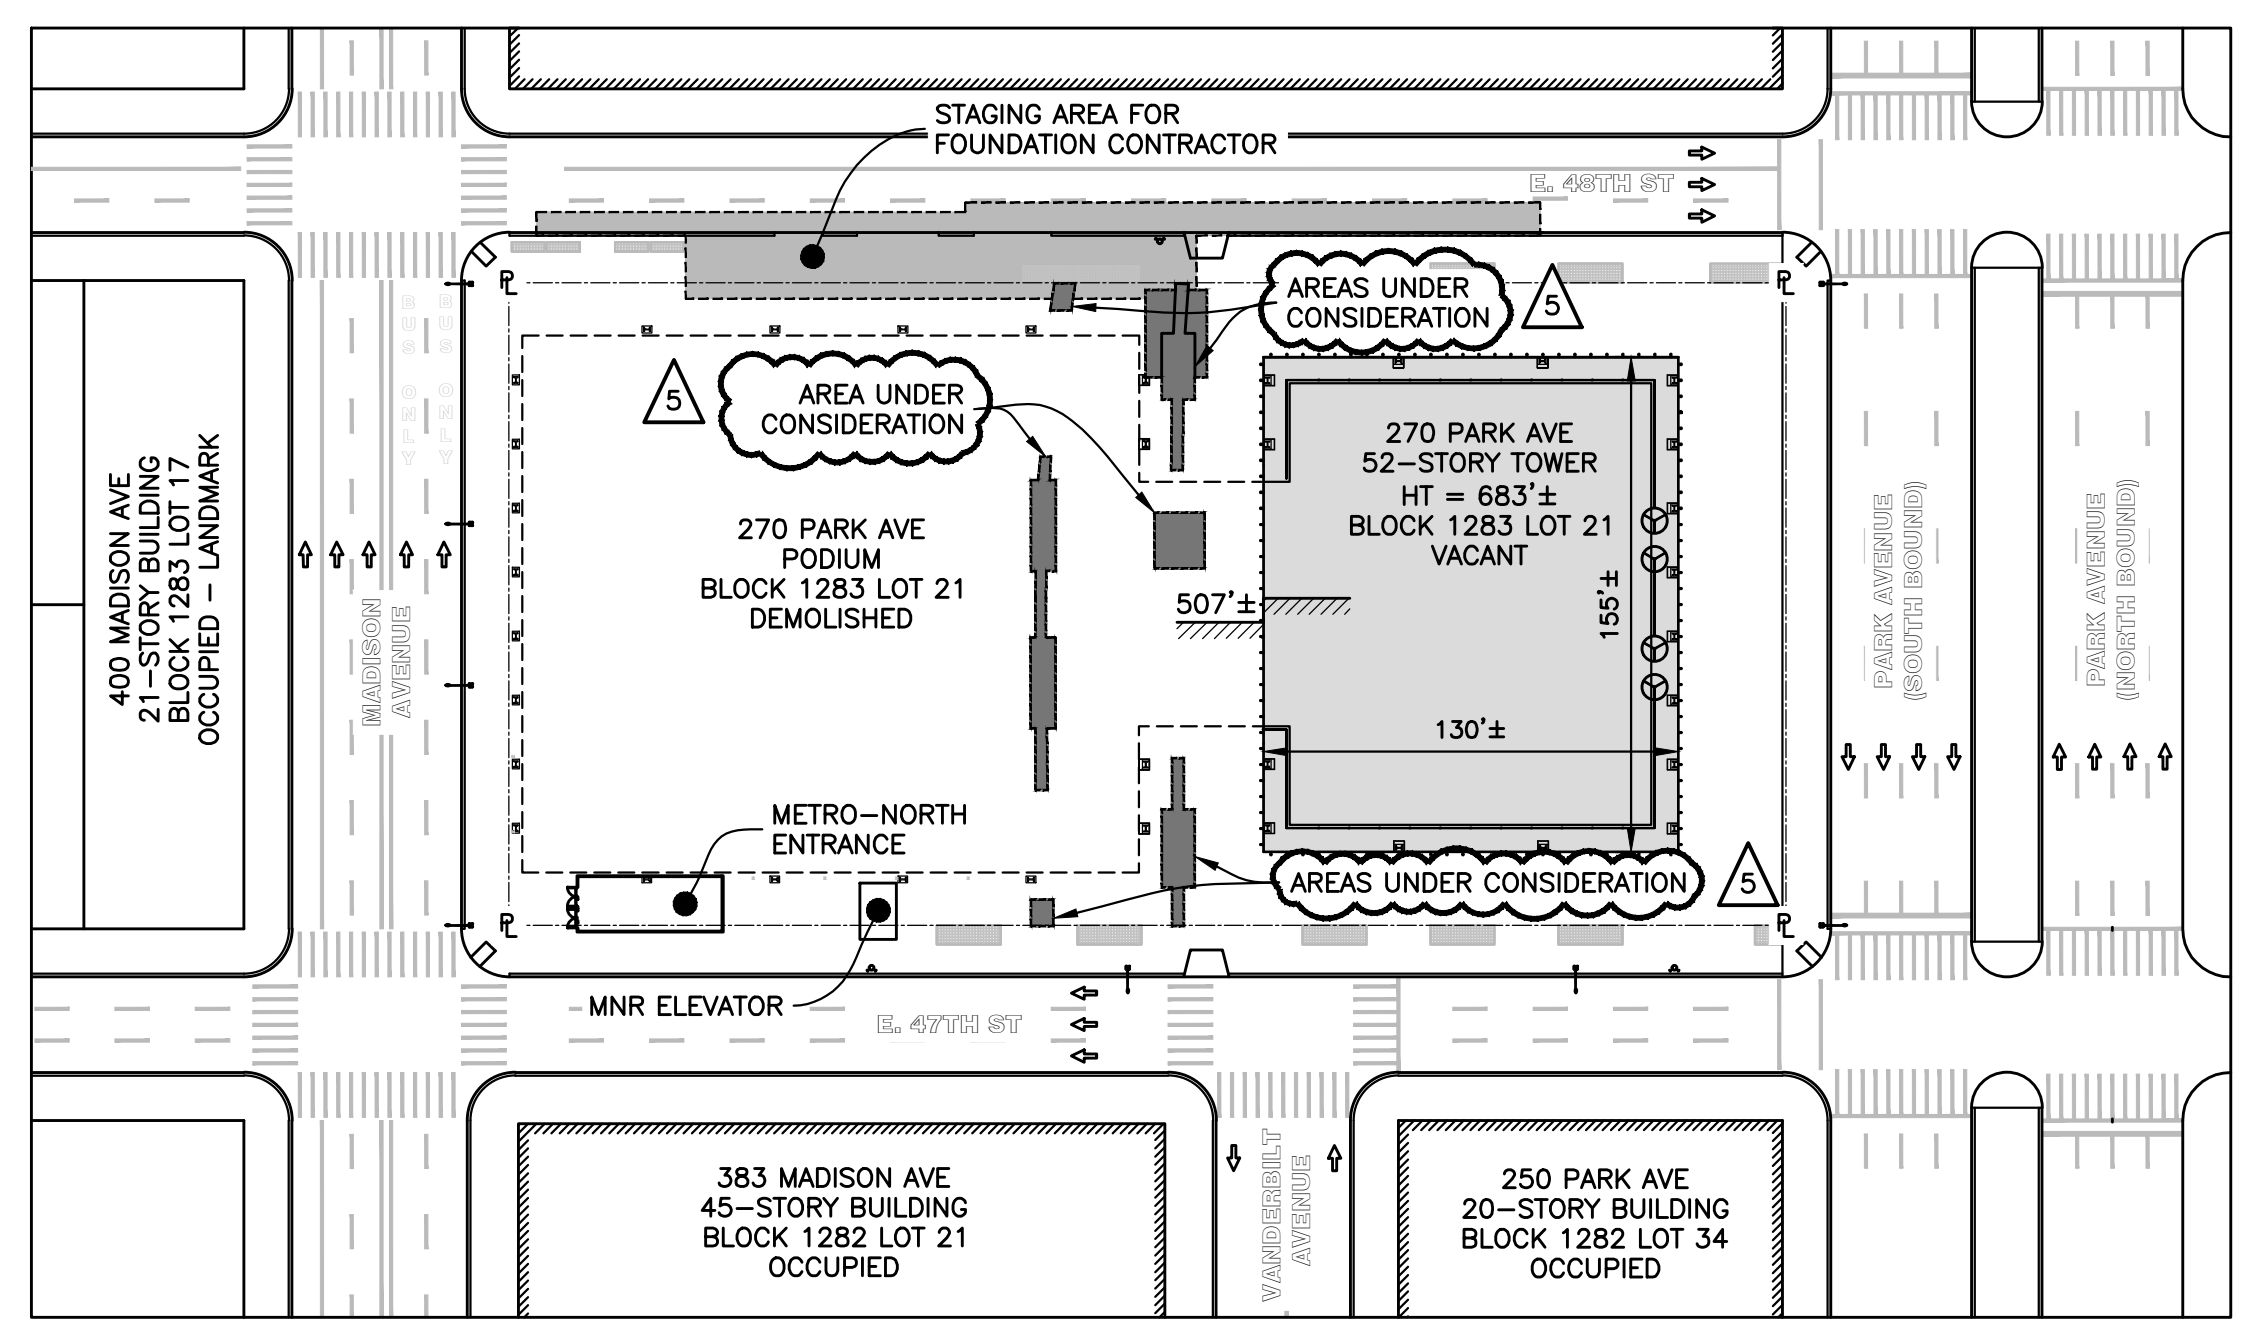 STAGING AREA FOR
FOUNDATION CONTRACTOR
E. 48TH ST
PL
PL
AREAS UNDER
CONSIDERATION
5
BUS ONLY
BUS ONLY
5
AREA UNDER
CONSIDERATION
270 PARK AVE
52-STORY TOWER
HT = 683'±
BLOCK 1283 LOT 21
VACANT
400 MADISON AVE
21-STORY BUILDING
BLOCK 1283 LOT 17
OCCUPIED - LANDMARK
MADISON
AVENUE
270 PARK AVE
PODIUM
BLOCK 1283 LOT 21
DEMOLISHED
507'±
155'±
130'±
PARK AVENUE
(SOUTH BOUND)
PARK AVENUE
(NORTH BOUND)
METRO-NORTH
ENTRANCE
AREAS UNDER CONSIDERATION
5
PL
PL
MNR ELEVATOR
E. 47TH ST
383 MADISON AVE
45-STORY BUILDING
BLOCK 1282 LOT 21
OCCUPIED
VANDERBILT
AVENUE
250 PARK AVE
20-STORY BUILDING
BLOCK 1282 LOT 34
OCCUPIED